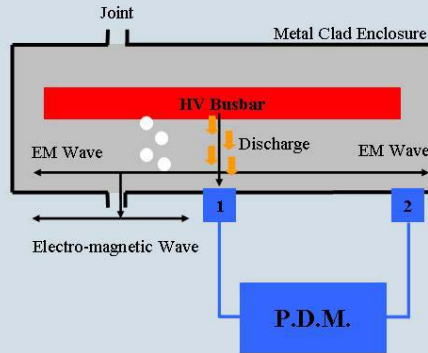 Joint
Metal Clad Enclosure
HV Busbar
Discharge
EM Wave
EM Wave
1
2
Electro-magnetic Wave
P.D.M.